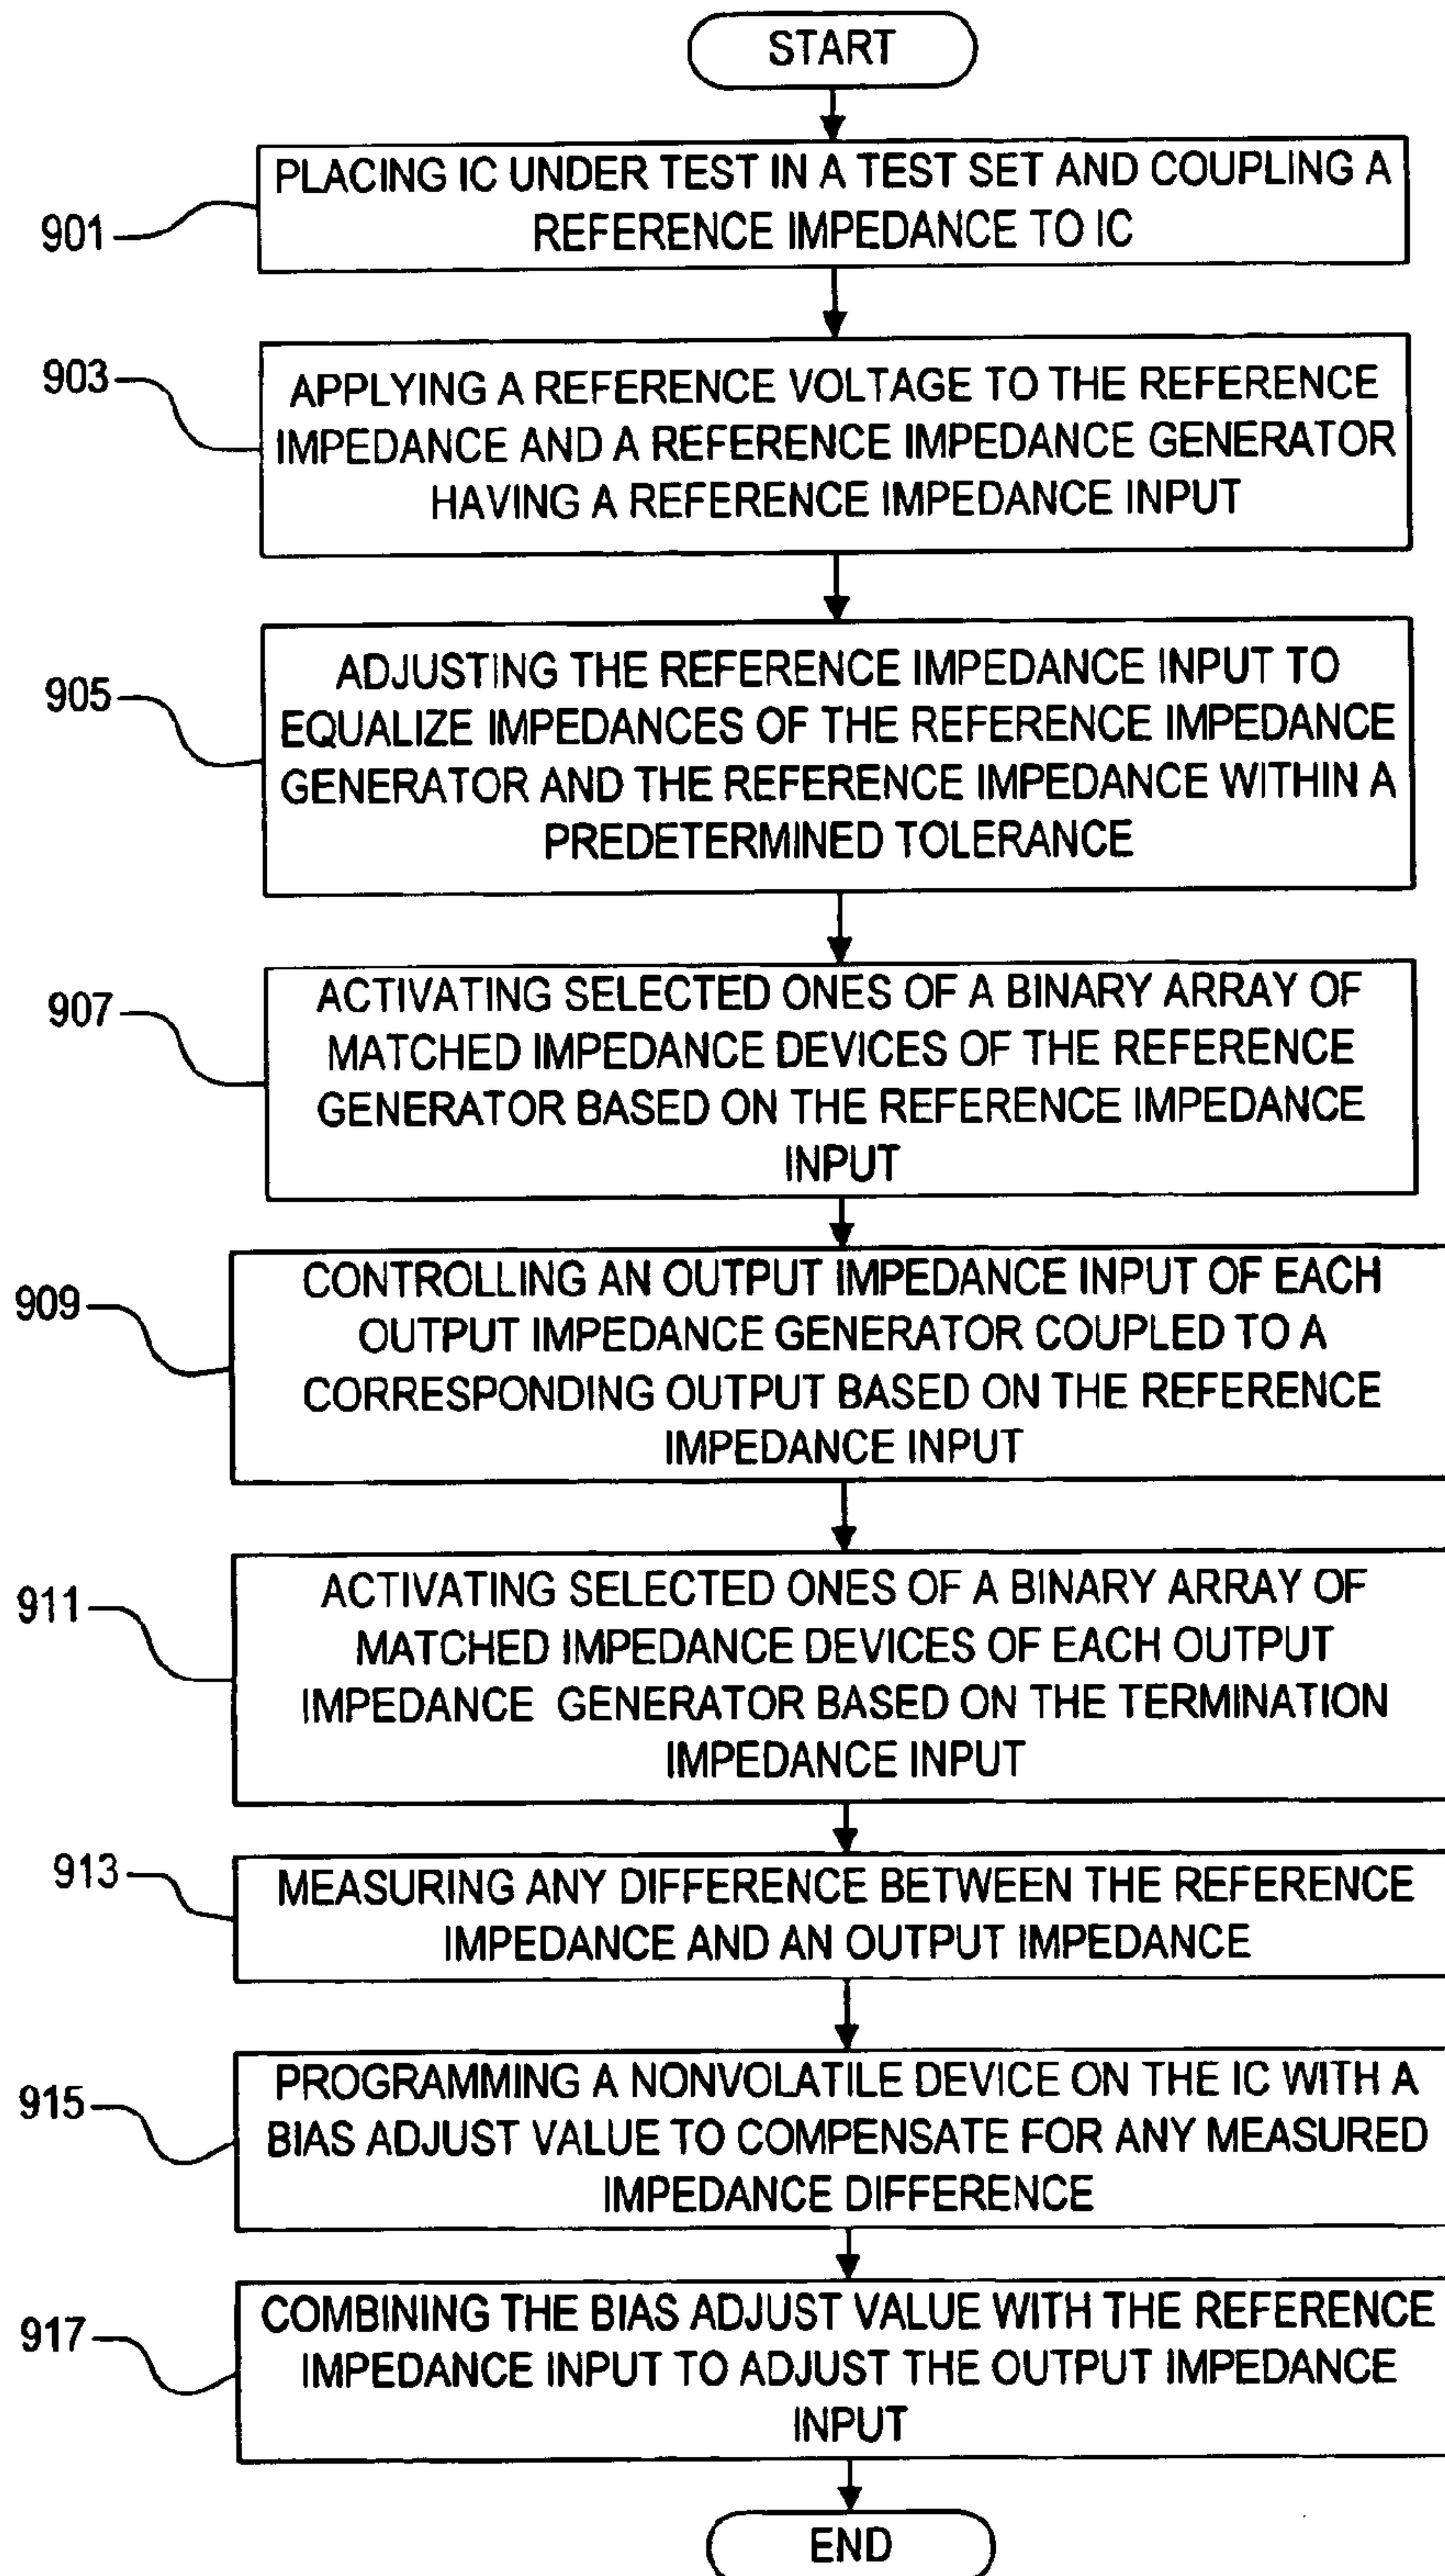 START
PLACING IC UNDER TEST IN A TEST SET AND COUPLING A
REFERENCE IMPEDANCE TO IC
901
903
APPLYING A REFERENCE VOLTAGE TO THE REFERENCE
IMPEDANCE AND A REFERENCE IMPEDANCE GENERATOR
HAVING A REFERENCE IMPEDANCE INPUT
905
ADJUSTING THE REFERENCE IMPEDANCE INPUT TO
EQUALIZE IMPEDANCES OF THE REFERENCE IMPEDANCE
GENERATOR AND THE REFERENCE IMPEDANCE WITHIN A
PREDETERMINED TOLERANCE
907
ACTIVATING SELECTED ONES OF A BINARY ARRAY OF
MATCHED IMPEDANCE DEVICES OF THE REFERENCE
GENERATOR BASED ON THE REFERENCE IMPEDANCE
INPUT
909
CONTROLLING AN OUTPUT IMPEDANCE INPUT OF EACH
OUTPUT IMPEDANCE GENERATOR COUPLED TO A
CORRESPONDING OUTPUT BASED ON THE REFERENCE
IMPEDANCE INPUT
911
ACTIVATING SELECTED ONES OF A BINARY ARRAY OF
MATCHED IMPEDANCE DEVICES OF EACH OUTPUT
IMPEDANCE GENERATOR BASED ON THE TERMINATION
IMPEDANCE INPUT
913
MEASURING ANY DIFFERENCE BETWEEN THE REFERENCE
IMPEDANCE AND AN OUTPUT IMPEDANCE
915
PROGRAMMING A NONVOLATILE DEVICE ON THE IC WITH A
BIAS ADJUST VALUE TO COMPENSATE FOR ANY MEASURED
IMPEDANCE DIFFERENCE
917
COMBINING THE BIAS ADJUST VALUE WITH THE REFERENCE
IMPEDANCE INPUT TO ADJUST THE OUTPUT IMPEDANCE
INPUT
END